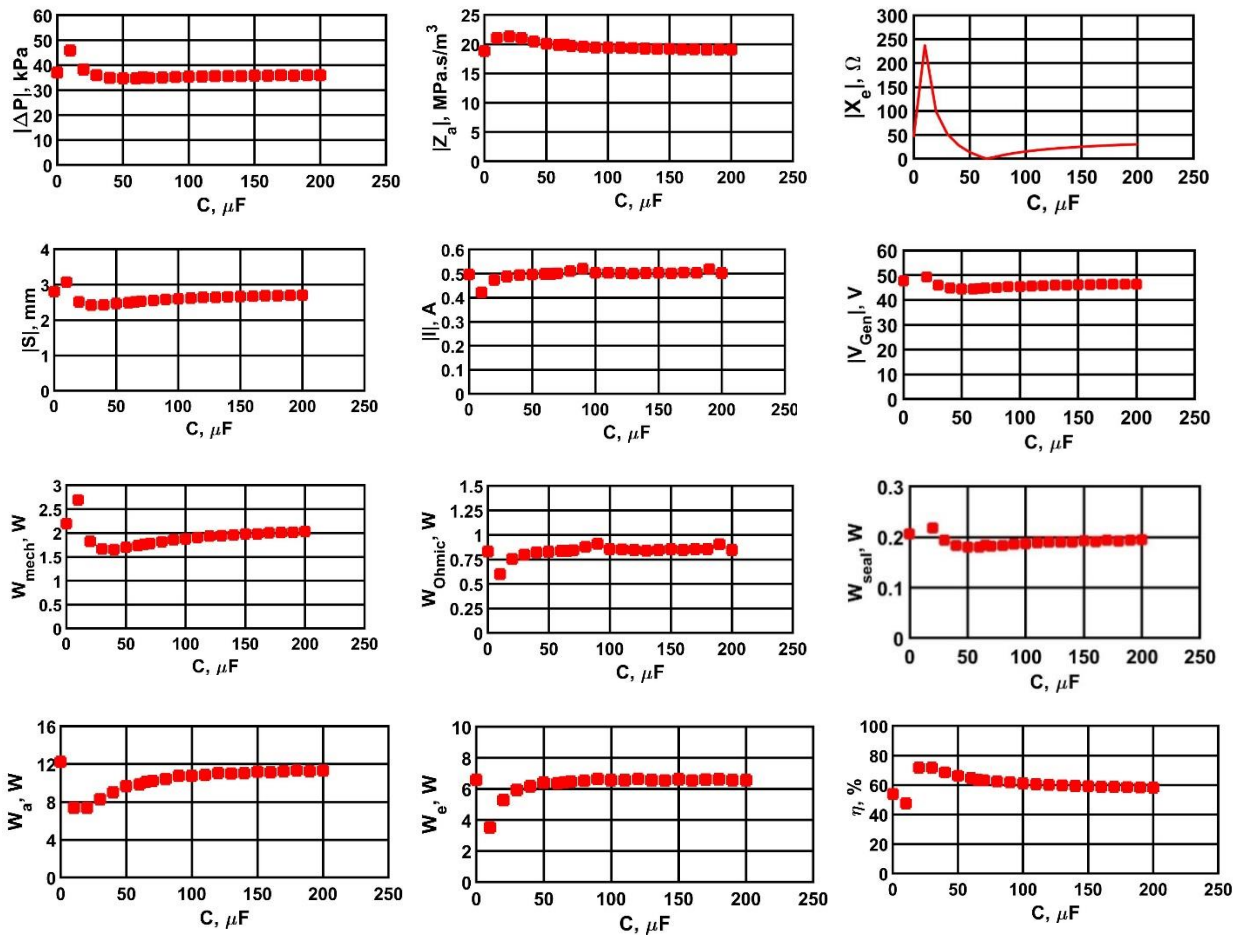 |ΔP|, kPa
60
50
40
30
20
10
0
0 50 100 150 200 250
C, μF
|Z_a|, MPa.s/m³
25
20
15
10
5
0
0 50 100 150 200 250
C, μF
|X_e|, Ω
300
250
200
150
100
50
0
0 50 100 150 200 250
C, μF
|S|, mm
4
3
2
1
0
0 50 100 150 200 250
C, μF
|I|, A
0.6
0.5
0.4
0.3
0.2
0.1
0
0 50 100 150 200 250
C, μF
|V_Gen|, V
60
50
40
30
20
10
0
0 50 100 150 200 250
C, μF
W_mech, W
3
2.5
2
1.5
1
0.5
0
0 50 100 150 200 250
C, μF
W_Ohmic, W
1.5
1.25
1
0.75
0.5
0.25
0
0 50 100 150 200 250
C, μF
W_seal, W
0.3
0.2
0.1
0
0 50 100 150 200 250
C, μF
W_a, W
16
12
8
4
0
0 50 100 150 200 250
C, μF
W_e, W
10
8
6
4
2
0
0 50 100 150 200 250
C, μF
η, %
100
80
60
40
20
0
0 50 100 150 200 250
C, μF